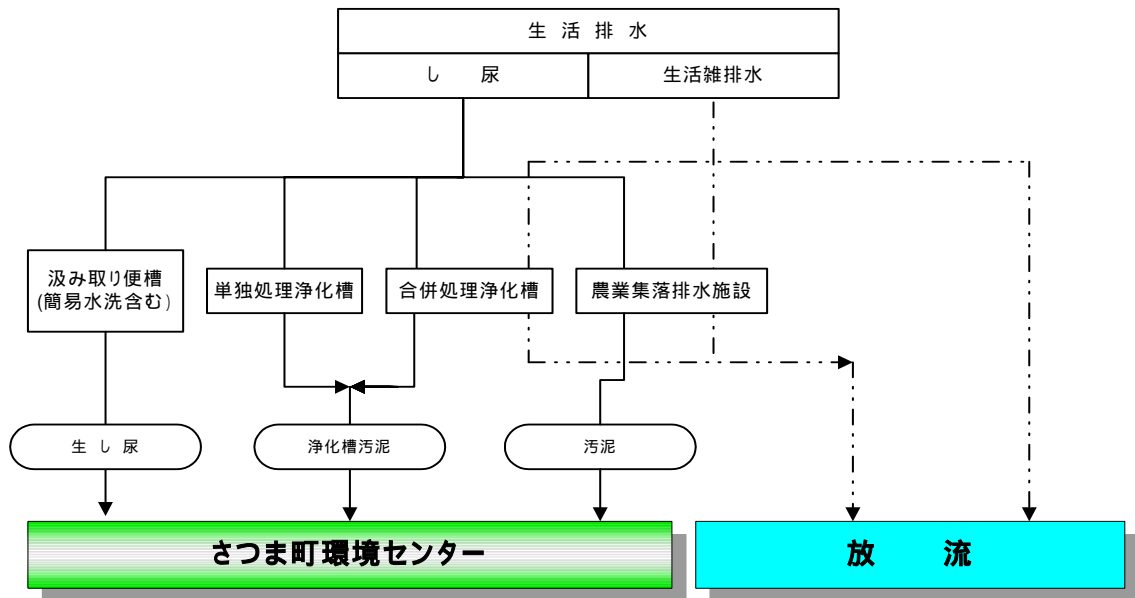 生 活 排 水
し 尿
生活雑排水
汲み取り便槽
(簡易水洗含む)
単独処理浄化槽
合併処理浄化槽
農業集落排水施設
生 し 尿
浄化槽汚泥
汚泥
さつま町環境センター
放 流